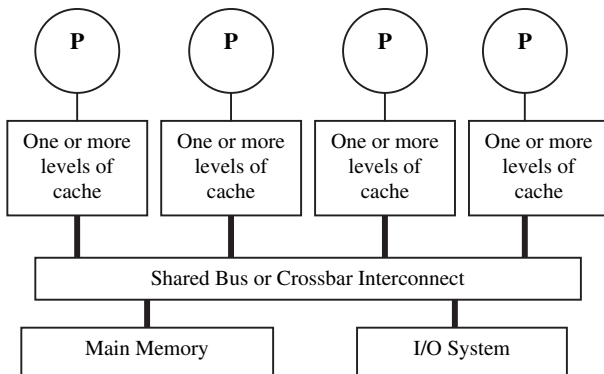 P P P P
One or more One or more One or more One or more
levels of levels of levels of levels of
cache cache cache cache
Shared Bus or Crossbar Interconnect
Main Memory I/O System